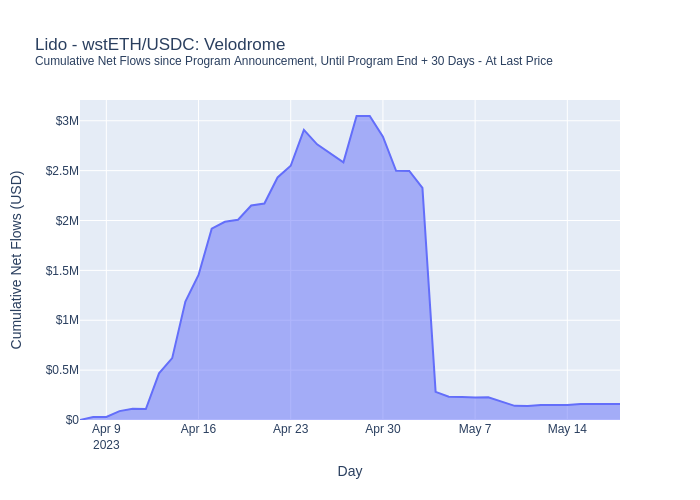 Lido - wstETH/USDC: Velodrome
Cumulative Net Flows since Program Announcement, Until Program End + 30 Days - At Last Price
Cumulative Net Flows (USD)
$3M
$2.5M
$2M
$1.5M
$1M
$0.5M
$0
Apr 9
2023
Apr 16
Apr 23
Apr 30
May 7
May 14
Day